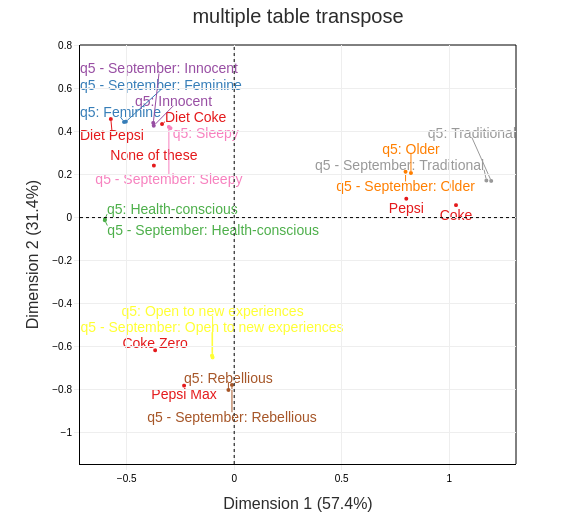 multiple table transpose
0.8
q5 - September: Innocent
0.6
q5 - September: Feminine
q5: Innocent
q5: Feminine
Diet Coke
0.4
Diet Pepsi
q5: Sleepy
q5: Traditional
None of these
q5: Older
q5 - September: Traditional
0.2
q5 - September: Sleepy
q5 - September: Older
q5: Health-conscious
Pepsi
Coke
0
q5 - September: Health-conscious
−0.2
−0.4
q5: Open to new experiences
q5 - September: Open to new experiences
Coke Zero
−0.6
q5: Rebellious
−0.8
Pepsi Max
q5 - September: Rebellious
−1
−0.5
0
0.5
1
Dimension 1 (57.4%)
Dimension 2 (31.4%)